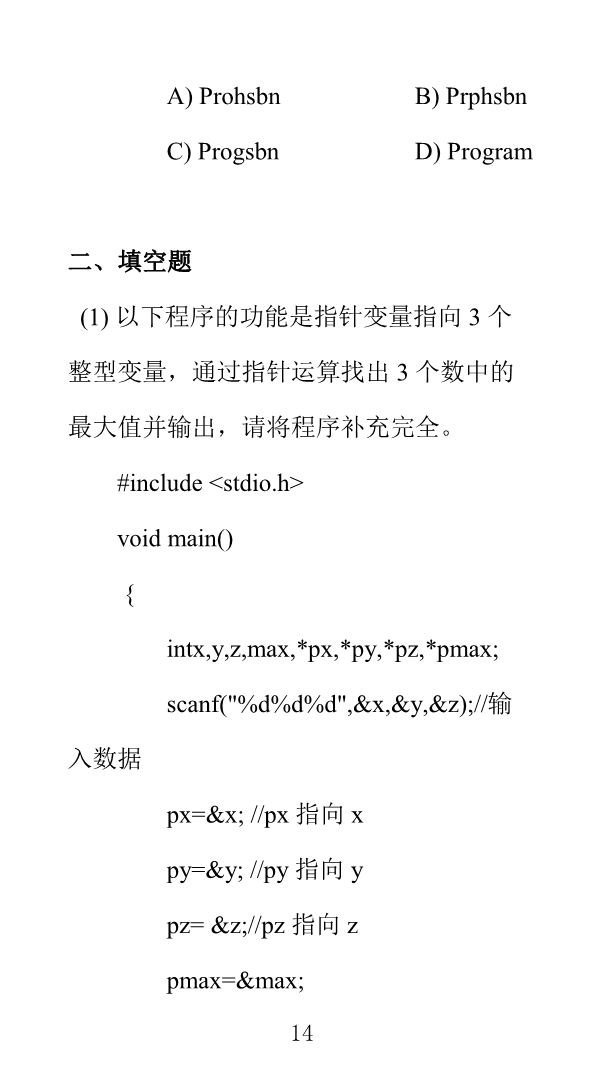 A) Prohsbn B) Prphsbn
C) Progsbn D) Program
二、填空题
(1) 以下程序的功能是指针变量指向 3 个
整型变量，通过指针运算找出 3 个数中的
最大值并输出，请将程序补充完全。
#include <stdio.h>
void main()
{
intx,y,z,max,*px,*py,*pz,*pmax;
scanf("%d%d%d",&x,&y,&z);//输
入数据
px=&x; //px 指向 x
py=&y; //py 指向 y
pz= &z;//pz 指向 z
pmax=&max;
14